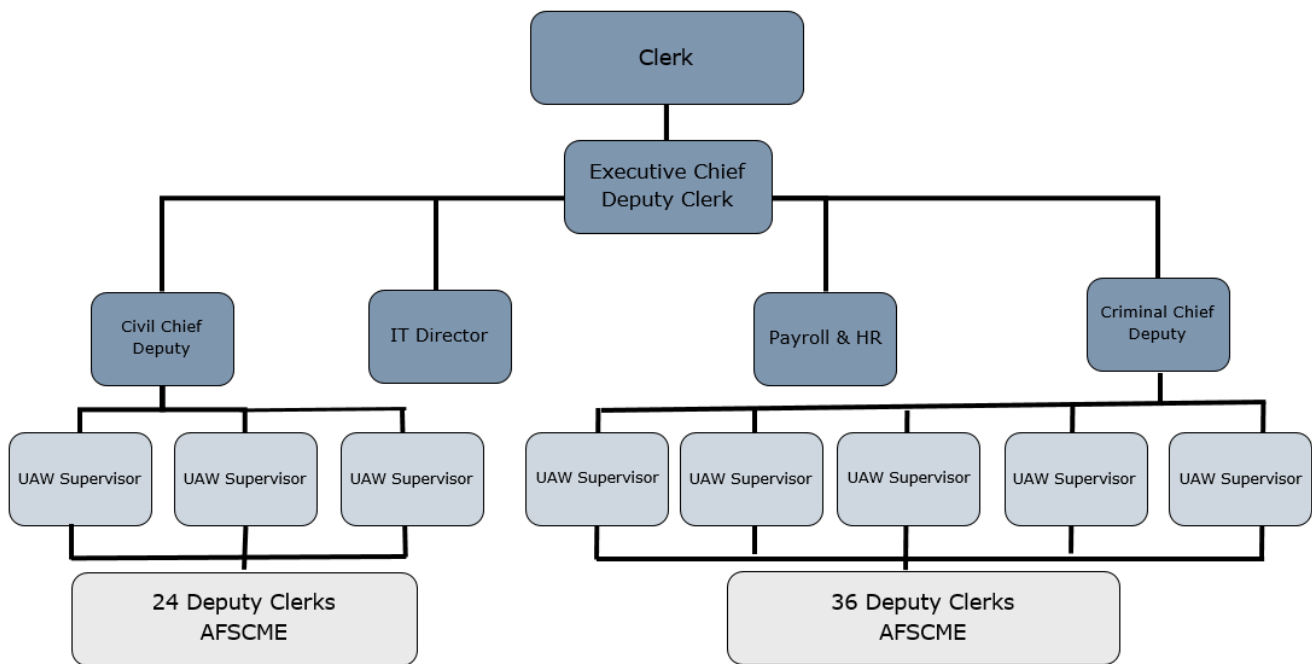 Clerk
Executive Chief
Deputy Clerk
Civil Chief
Deputy
IT Director
Payroll & HR
Criminal Chief
Deputy
UAW Supervisor
UAW Supervisor
UAW Supervisor
UAW Supervisor
UAW Supervisor
UAW Supervisor
UAW Supervisor
UAW Supervisor
24 Deputy Clerks
AFSCME
36 Deputy Clerks
AFSCME